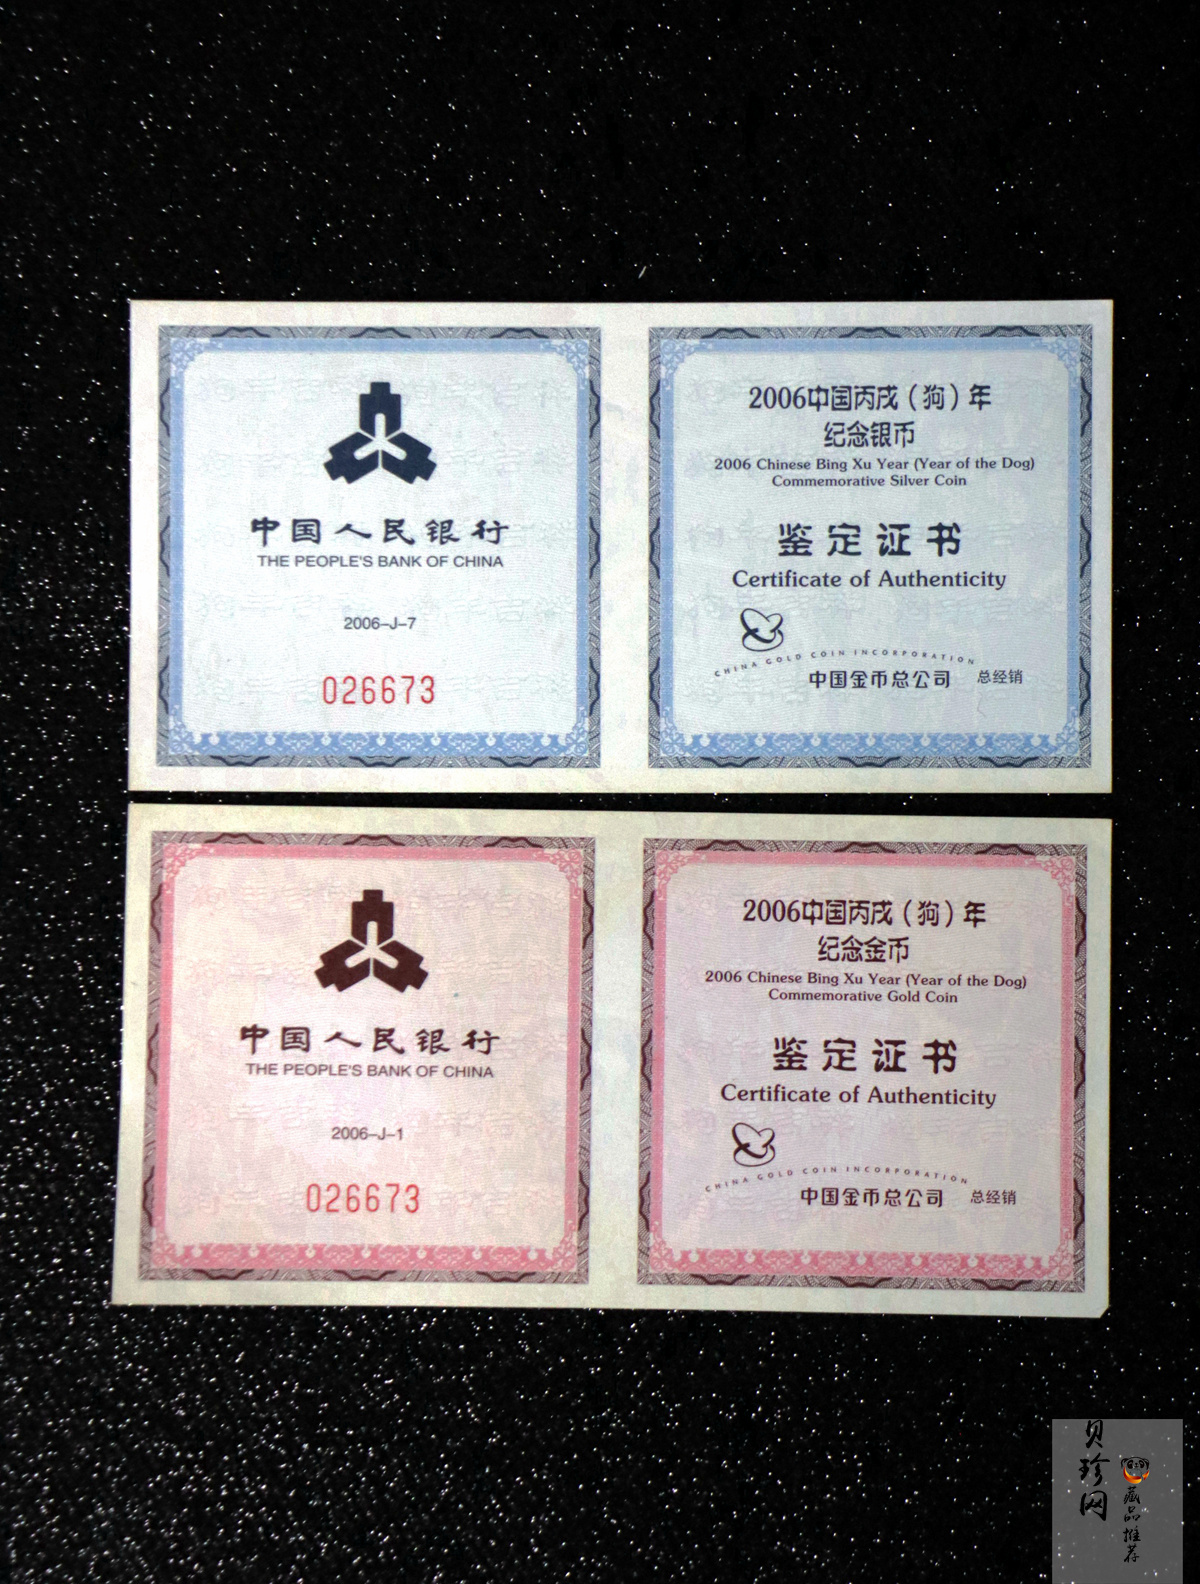 中国人民银行
THE PEOPLE'S BANK OF CHINA
2006-J-7
026673
2006中国丙戌（狗）年
纪念银币
2006 Chinese Bing Xu Year (Year of the Dog)
Commemorative Silver Coin
鉴定证书
Certificate of Authenticity
CHINA GOLD COIN INCORPORATION
中国金币总公司 总经销
中国人民银行
THE PEOPLE'S BANK OF CHINA
2006-J-1
026673
2006中国丙戌（狗）年
纪念金币
2006 Chinese Bing Xu Year (Year of the Dog)
Commemorative Gold Coin
鉴定证书
Certificate of Authenticity
CHINA GOLD COIN INCORPORATION
中国金币总公司 总经销
贝珍网
藏品推荐